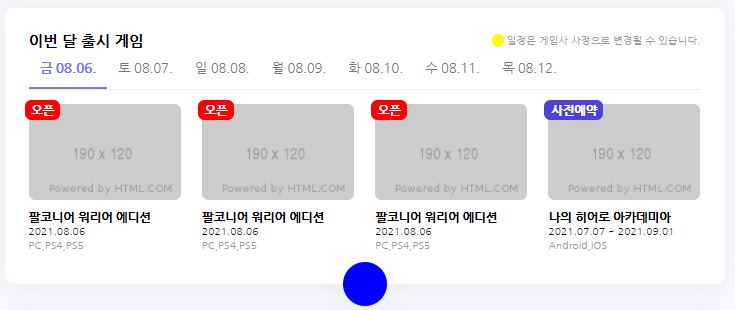 이번 달 출시 게임
일정은 게임사 사정으로 변경될 수 있습니다.
금 08.06. 토 08.07. 일 08.08. 월 08.09. 화 08.10. 수 08.11. 목 08.12.
오픈 오픈 오픈 사전예약
190 x 120 190 x 120 190 x 120 190 x 120
Powered by HTML.COM Powered by HTML.COM Powered by HTML.COM Powered by HTML.COM
팔코니어 워리어 에디션 팔코니어 워리어 에디션 팔코니어 워리어 에디션 나의 히어로 아카데미아
2021.08.06 2021.08.06 2021.08.06 2021.07.07 ~ 2021.09.01
PC,PS4,PS5 PC,PS4,PS5 PC,PS4,PS5 Android,iOS